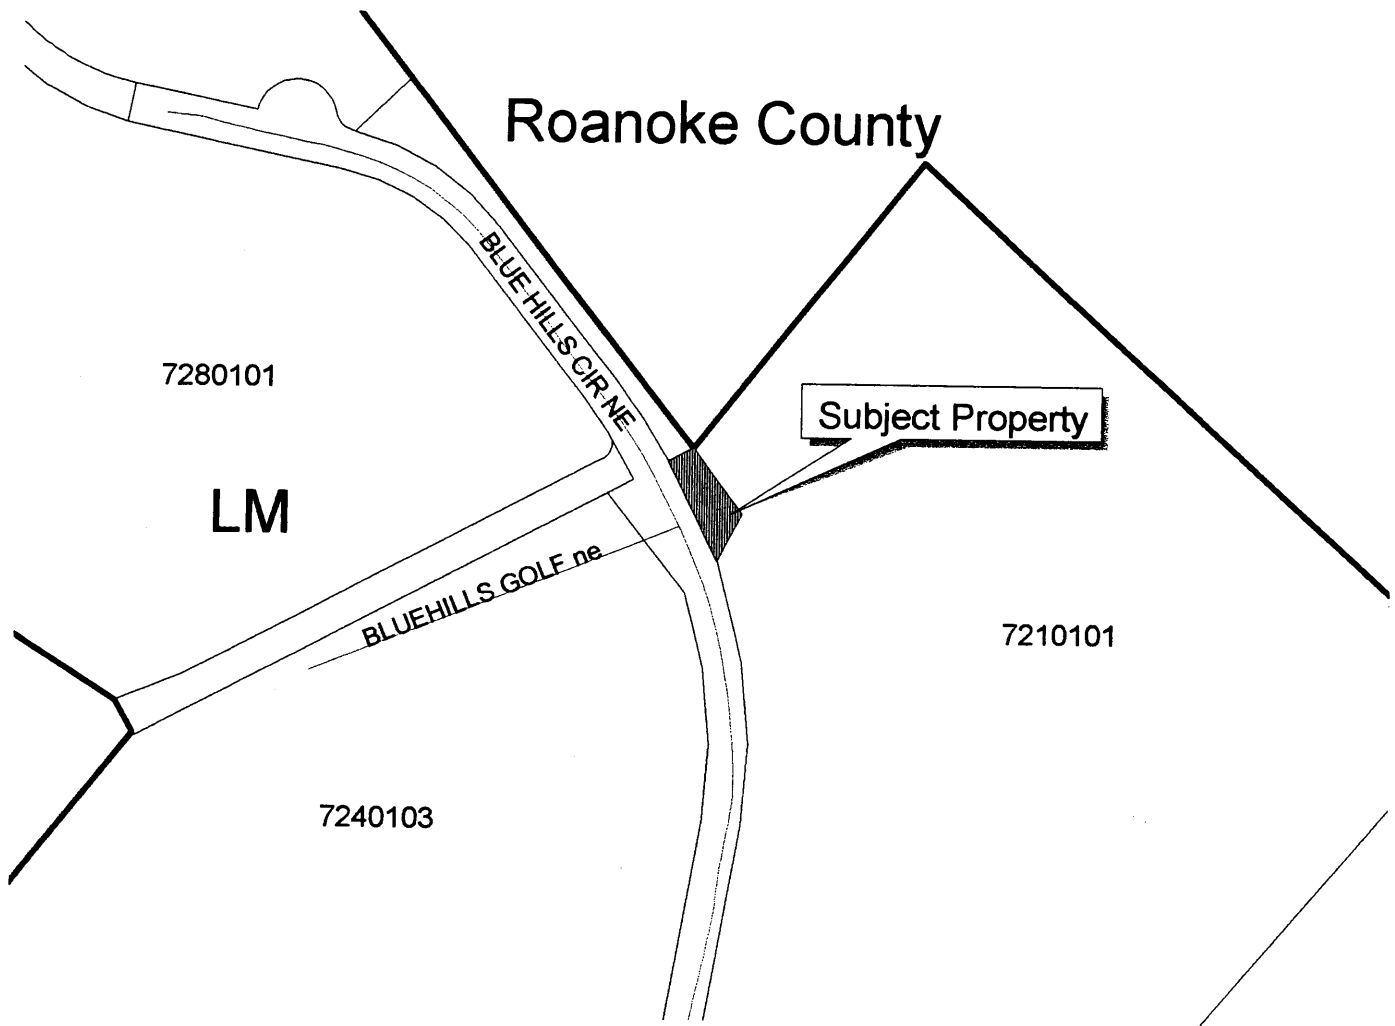 Roanoke County
BLUE HILLS CIR NE
7280101
Subject Property
LM
BLUEHILLS GOLF ne
7210101
7240103